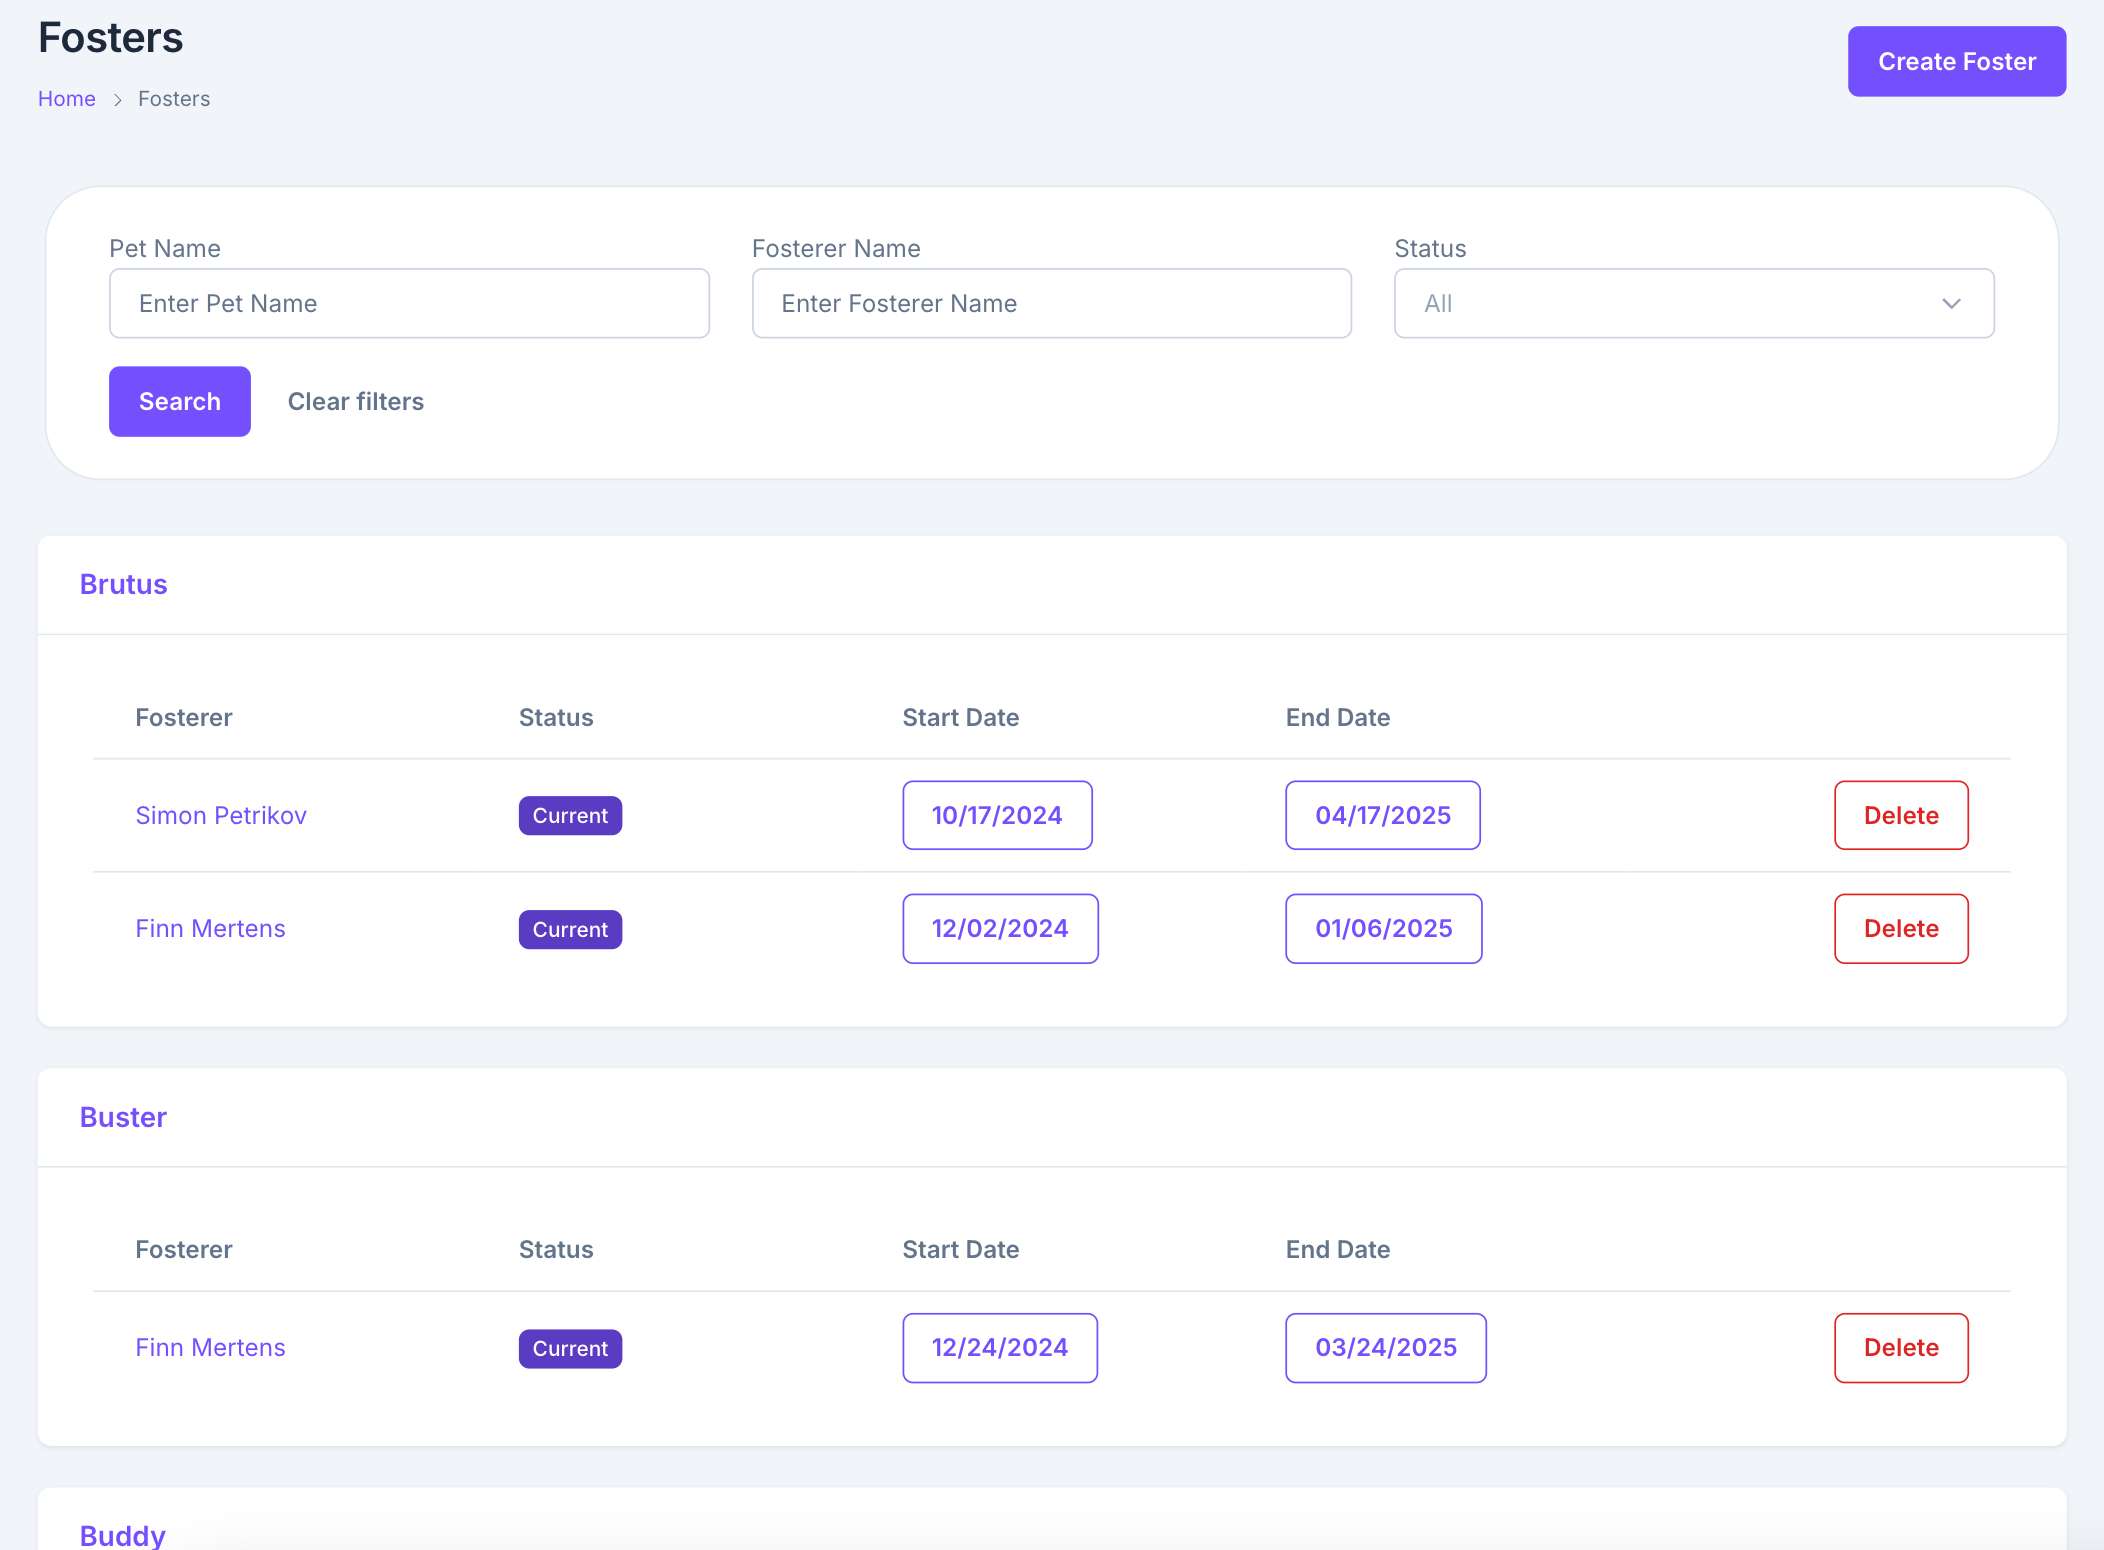 Fosters
Create Foster
Home > Fosters
Pet Name Fosterer Name Status
Enter Pet Name Enter Fosterer Name All
Search Clear filters
Brutus
Fosterer Status Start Date End Date
Simon Petrikov Current 10/17/2024 04/17/2025 Delete
Finn Mertens Current 12/02/2024 01/06/2025 Delete
Buster
Fosterer Status Start Date End Date
Finn Mertens Current 12/24/2024 03/24/2025 Delete
Buddy